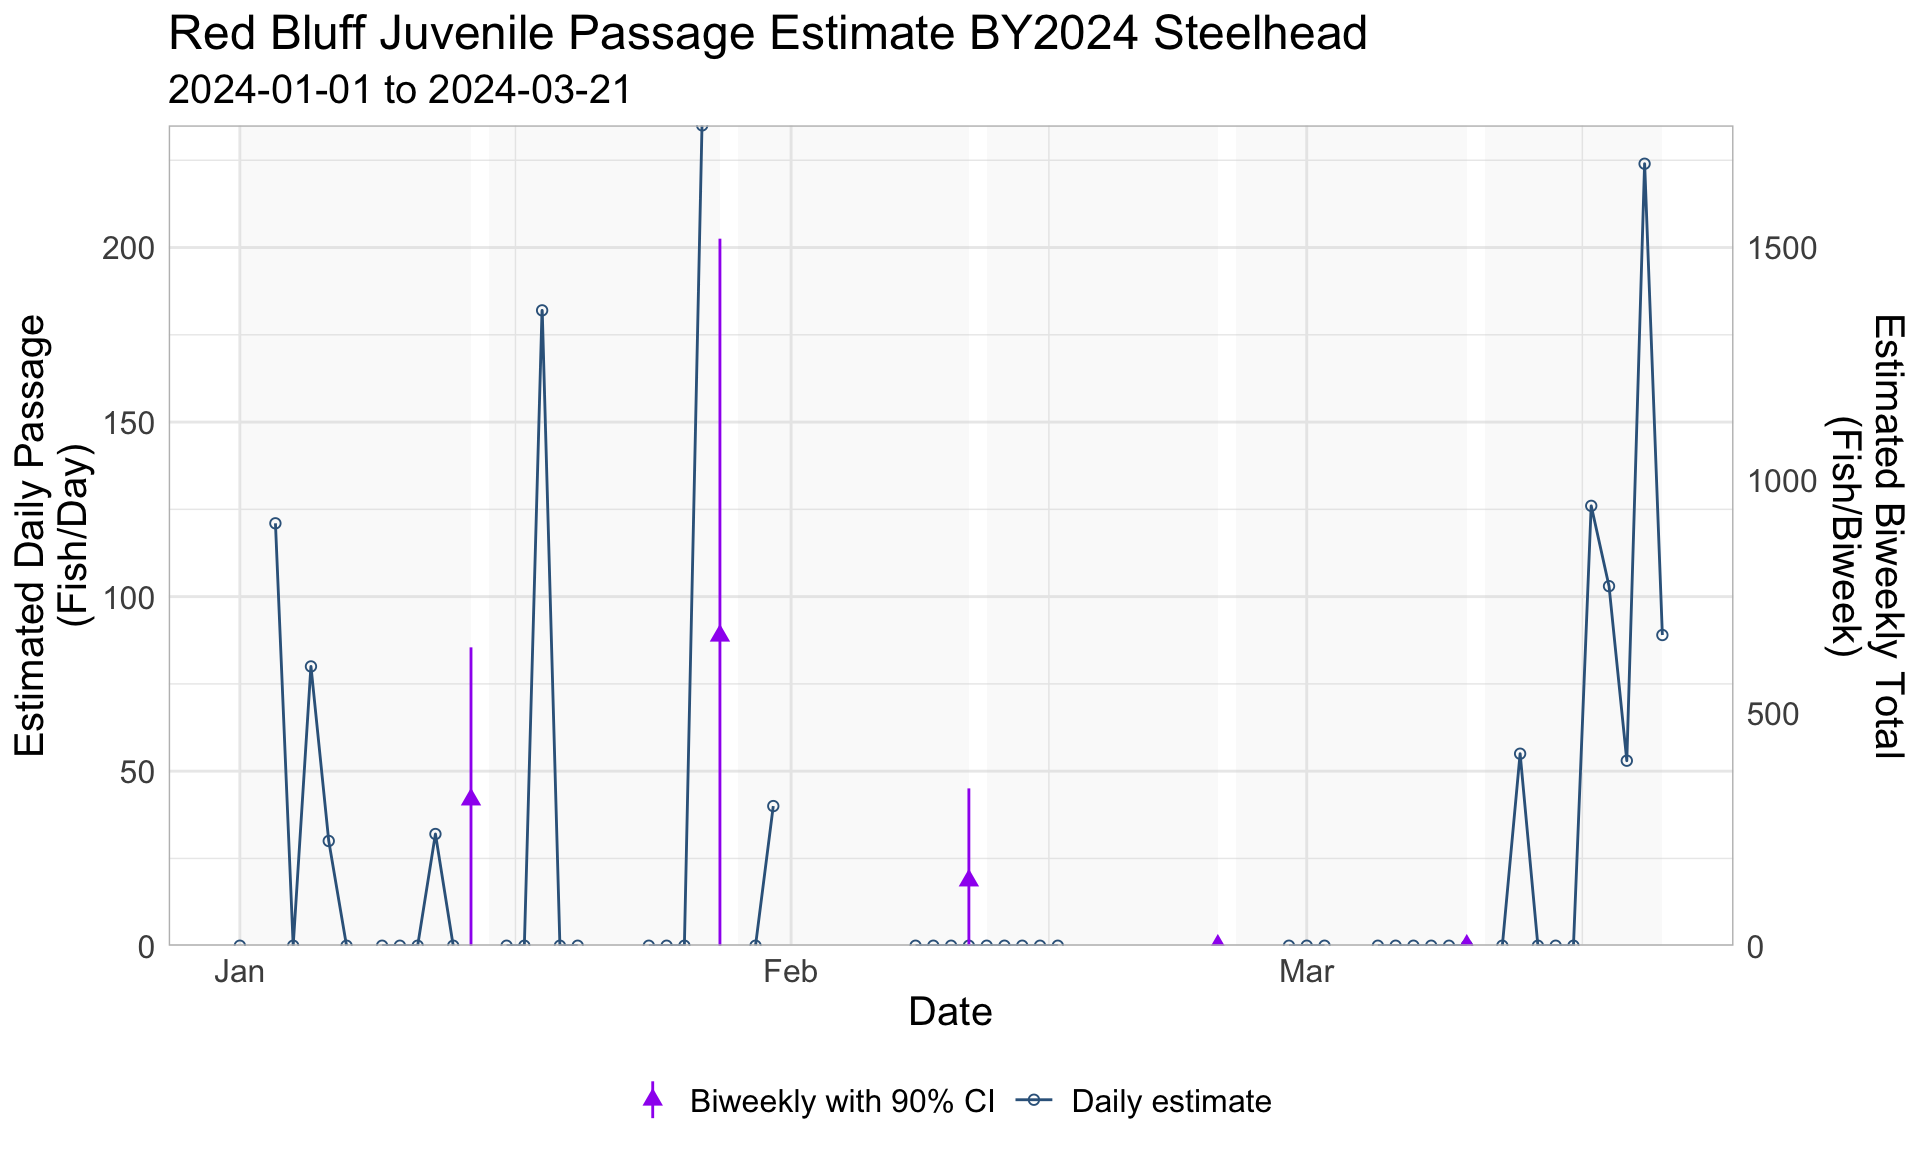 Red Bluff Juvenile Passage Estimate BY2024 Steelhead
2024-01-01 to 2024-03-21
Estimated Daily Passage
(Fish/Day)
200
150
100
50
0
1500
1000
500
0
Estimated Biweekly Total
(Fish/Biweek)
Jan
Feb
Mar
Date
Biweekly with 90% CI
Daily estimate